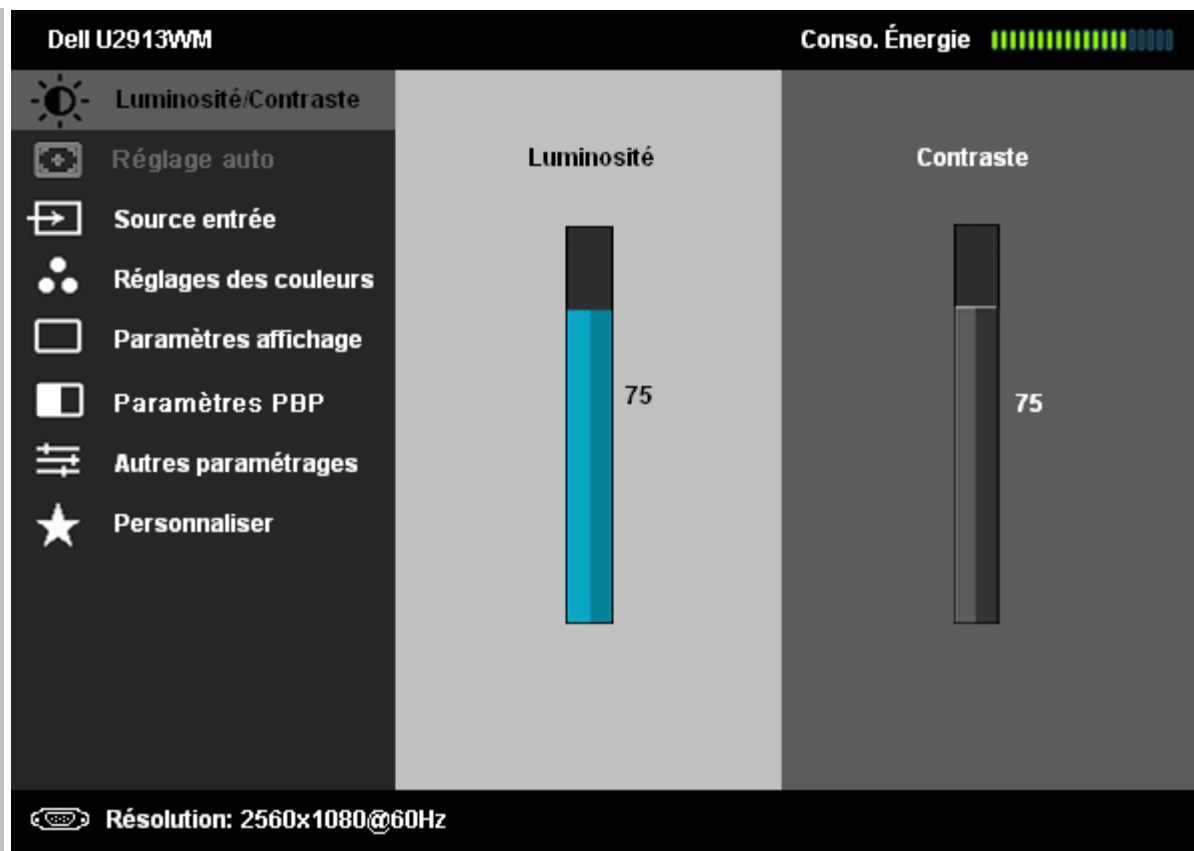 Dell U2913WM
Conso. Énergie
Luminosité/Contraste
Réglage auto
Source entrée
Réglages des couleurs
Paramètres affichage
Paramètres PBP
Autres paramétrages
Personnaliser
Luminosité
75
Contraste
75
Résolution: 2560x1080@60Hz